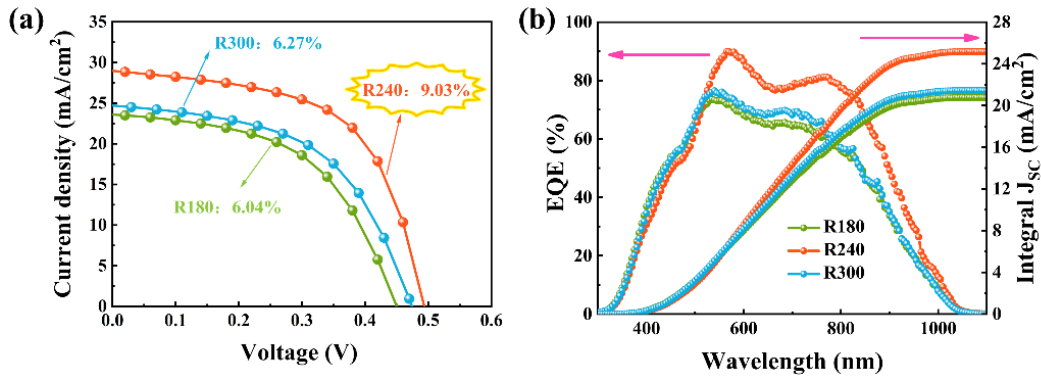 (a)
35
30
25
20
15
10
5
0
Current density (mA/cm²)
R300：6.27%
R240：9.03%
R180：6.04%
0.0 0.1 0.2 0.3 0.4 0.5 0.6
Voltage (V)
(b)
100
80
60
40
20
0
EQE (%)
R180
R240
R300
28
24
20
16
12
8
4
0
Integral JSC (mA/cm²)
400 600 800 1000
Wavelength (nm)